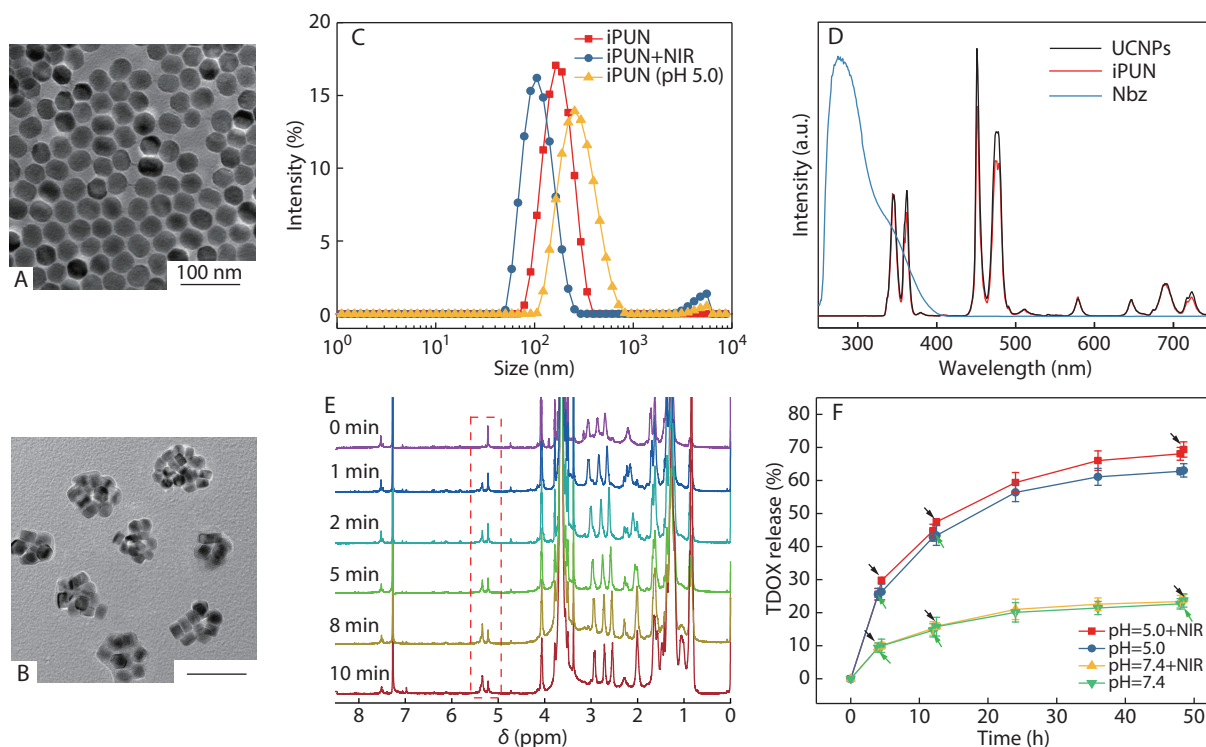 A
100 nm
B
C
20
15
10
5
0
Intensity (%)
iPUN
iPUN+NIR
iPUN (pH 5.0)
10⁰ 10¹ 10² 10³ 10⁴
Size (nm)
D
UCNPs
iPUN
Nbz
Intensity (a.u.)
300 400 500 600 700
Wavelength (nm)
E
0 min
1 min
2 min
5 min
8 min
10 min
8 7 6 5 4 3 2 1 0
δ (ppm)
F
80
70
60
50
40
30
20
10
0
TDOX release (%)
pH=5.0+NIR
pH=5.0
pH=7.4+NIR
pH=7.4
0 10 20 30 40 50
Time (h)